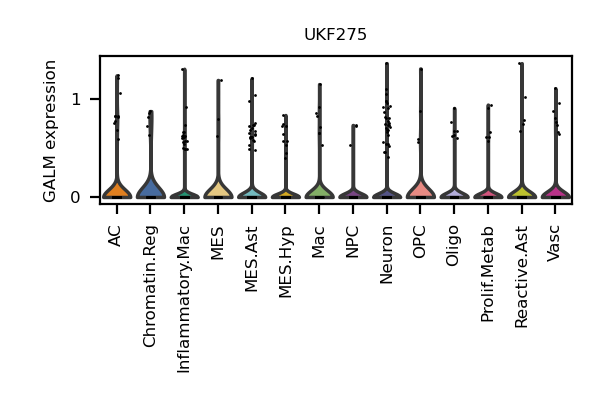 UKF275
GALM expression
1
0
AC
Chromatin.Reg
Inflammatory.Mac
MES
MES.Ast
MES.Hyp
Mac
NPC
Neuron
OPC
Oligo
Prolif.Metab
Reactive.Ast
Vasc